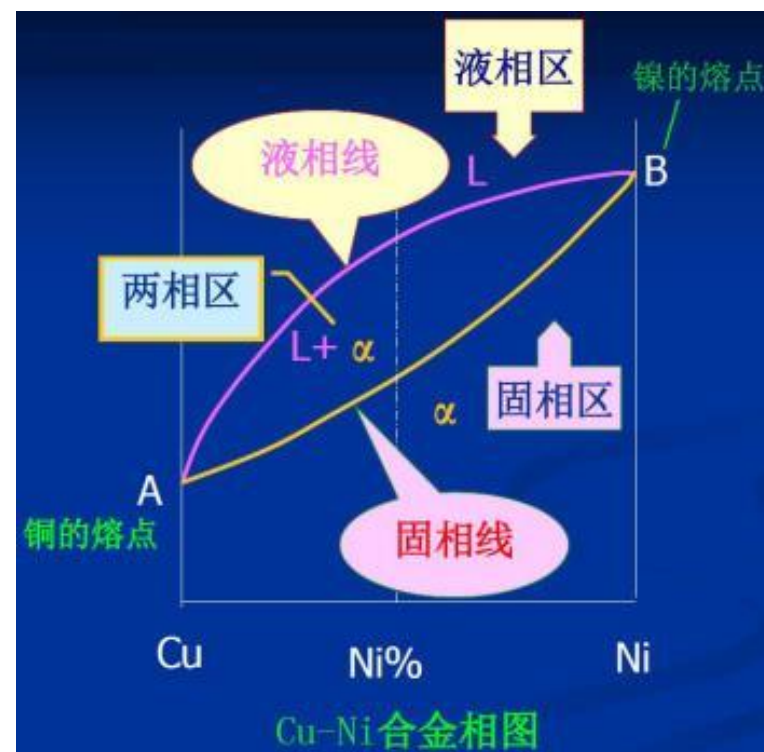 液相区
镍的熔点
液相线
L
B
两相区
L+ α
固相区
α
A
铜的熔点
固相线
Cu
Ni%
Ni
Cu-Ni合金相图